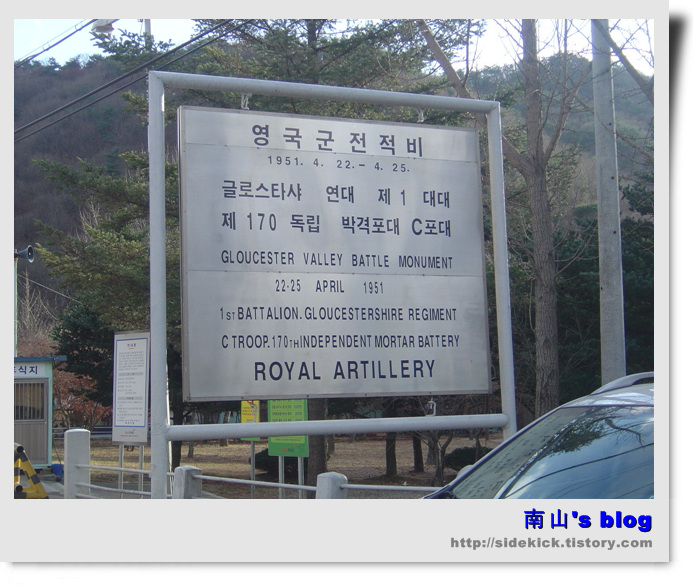 영국군전적비
1951. 4. 22.- 4. 25.
글로스타샤 연대 제 1 대대
제 170 독립 박격포대 C포대
GLOUCESTER VALLEY BATTLE MONUMENT
22-25 APRIL 1951
1ST BATTALION.GLOUCESTERSHIRE REGIMENT
C TROOP.170TH INDEPENDENT MORTAR BATTERY
ROYAL ARTILLERY
식지
南山's blog
http://sidekick.tistory.com